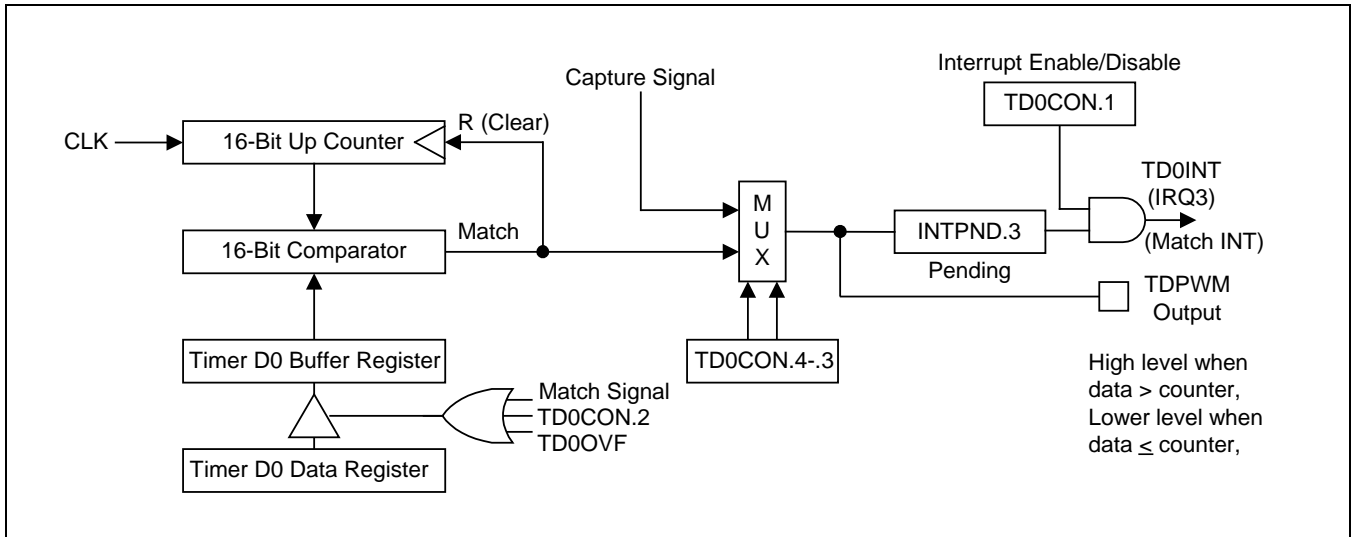 Interrupt Enable/Disable
Capture Signal
TD0CON.1
R (Clear)
CLK
16-Bit Up Counter
TD0INT
(IRQ3)
M
U
X
Match
16-Bit Comparator
INTPND.3
(Match INT)
Pending
TDPWM
Output
Timer D0 Buffer Register
TD0CON.4-.3
High level when
data > counter,
Lower level when
data ≤ counter,
Match Signal
TD0CON.2
TD0OVF
Timer D0 Data Register